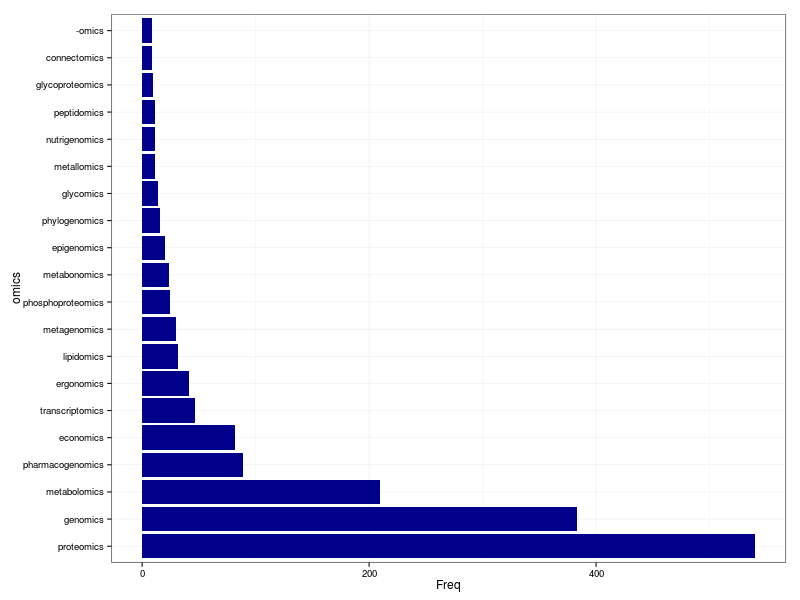 -omics
connectomics
glycoproteomics
peptidomics
nutrigenomics
metallomics
glycomics
phylogenomics
epigenomics
metabonomics
phosphoproteomics
metagenomics
lipidomics
ergonomics
transcriptomics
economics
pharmacogenomics
metabolomics
genomics
proteomics
omics
0 200 400
Freq